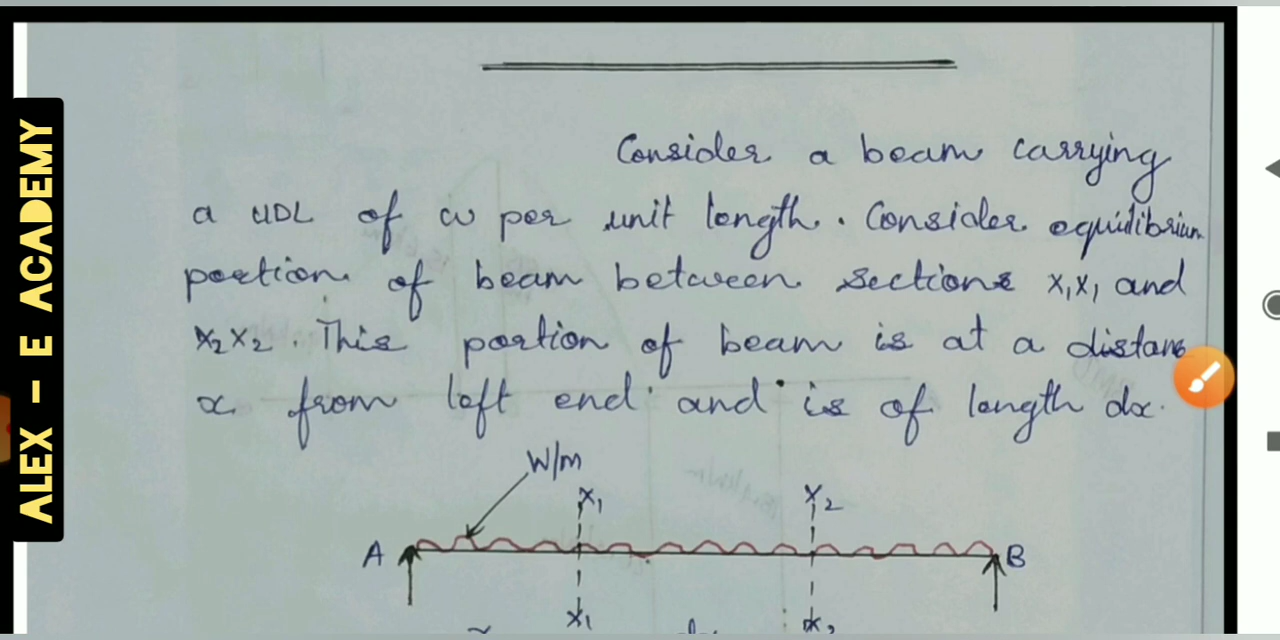 ALEX – E ACADEMY
Consider a beam carrying
a UDL of w per unit length. Consider equilibrium
portion of beam between sections X₁X₁ and
X₂X₂. This portion of beam is at a distanc
x from left end and is of length dx.
W/m
X₁ X₂
A B
X₁ X₂
x dx